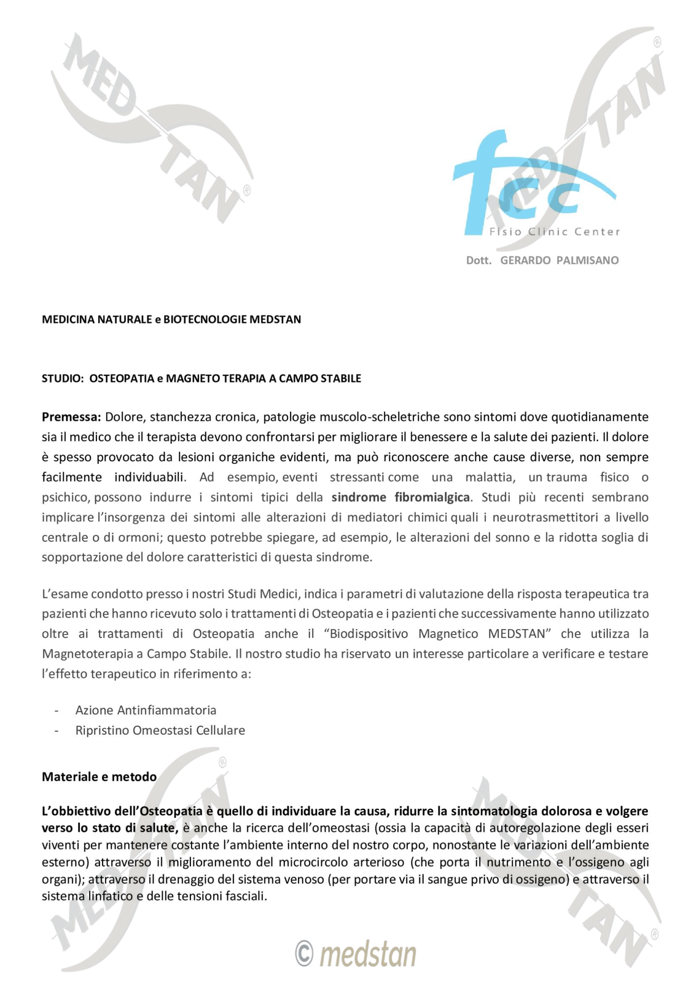 MED
TAN®
MED
TAN®
fcc
Fisio Clinic Center
Dott. GERARDO PALMISANO
MEDICINA NATURALE e BIOTECNOLOGIE MEDSTAN
STUDIO: OSTEOPATIA e MAGNETO TERAPIA A CAMPO STABILE
Premessa: Dolore, stanchezza cronica, patologie muscolo-scheletriche sono sintomi dove quotidianamente
sia il medico che il terapista devono confrontarsi per migliorare il benessere e la salute dei pazienti. Il dolore
è spesso provocato da lesioni organiche evidenti, ma può riconoscere anche cause diverse, non sempre
facilmente individuabili. Ad esempio, eventi stressanti come una malattia, un trauma fisico o
psichico, possono indurre i sintomi tipici della sindrome fibromialgica. Studi più recenti sembrano
implicare l’insorgenza dei sintomi alle alterazioni di mediatori chimici quali i neurotrasmettitori a livello
centrale o di ormoni; questo potrebbe spiegare, ad esempio, le alterazioni del sonno e la ridotta soglia di
sopportazione del dolore caratteristici di questa sindrome.
L’esame condotto presso i nostri Studi Medici, indica i parametri di valutazione della risposta terapeutica tra
pazienti che hanno ricevuto solo i trattamenti di Osteopatia e i pazienti che successivamente hanno utilizzato
oltre ai trattamenti di Osteopatia anche il “Biodispositivo Magnetico MEDSTAN” che utilizza la
Magnetoterapia a Campo Stabile. Il nostro studio ha riservato un interesse particolare a verificare e testare
l’effetto terapeutico in riferimento a:
- Azione Antinfiammatoria
- Ripristino Omeostasi Cellulare
Materiale e metodo
L’obbiettivo dell’Osteopatia è quello di individuare la causa, ridurre la sintomatologia dolorosa e volgere
verso lo stato di salute, è anche la ricerca dell’omeostasi (ossia la capacità di autoregolazione degli esseri
viventi per mantenere costante l’ambiente interno del nostro corpo, nonostante le variazioni dell’ambiente
esterno) attraverso il miglioramento del microcircolo arterioso (che porta il nutrimento e l’ossigeno agli
organi); attraverso il drenaggio del sistema venoso (per portare via il sangue privo di ossigeno) e attraverso il
sistema linfatico e delle tensioni fasciali.
MED
TAN®
MED
TAN®
© medstan